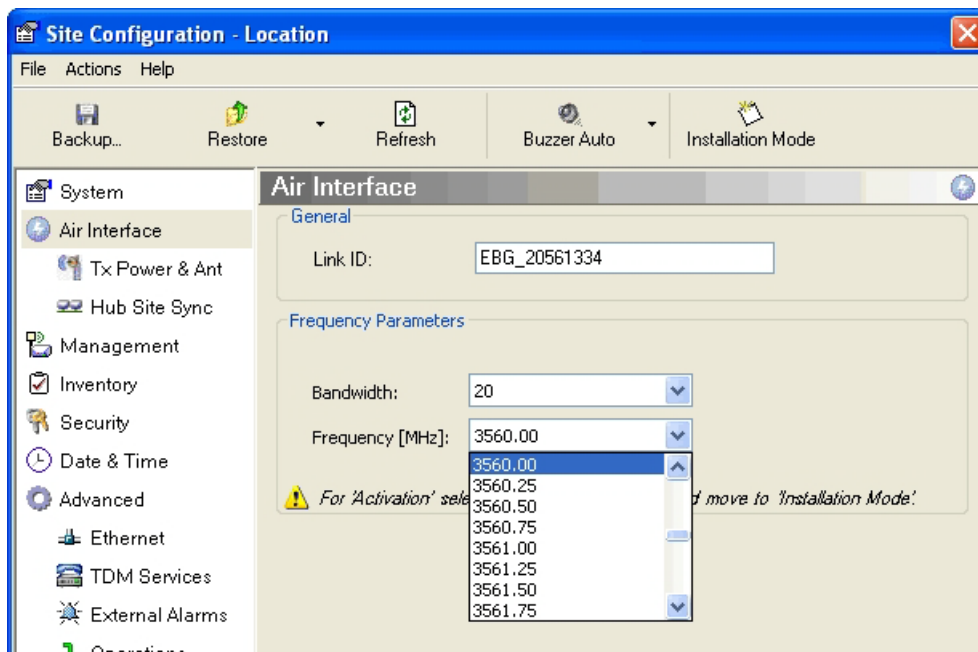 Site Configuration - Location
File Actions Help
Backup... Restore Refresh Buzzer Auto Installation Mode
System
Air Interface
Tx Power & Ant
Hub Site Sync
Management
Inventory
Security
Date & Time
Advanced
Ethernet
TDM Services
External Alarms
Operations
Air Interface
General
Link ID: EBG_20561334
Frequency Parameters
Bandwidth: 20
Frequency [MHz]: 3560.00
3560.00
3560.25
3560.50
3560.75
3561.00
3561.25
3561.50
3561.75
For 'Activation' move to 'Installation Mode'.